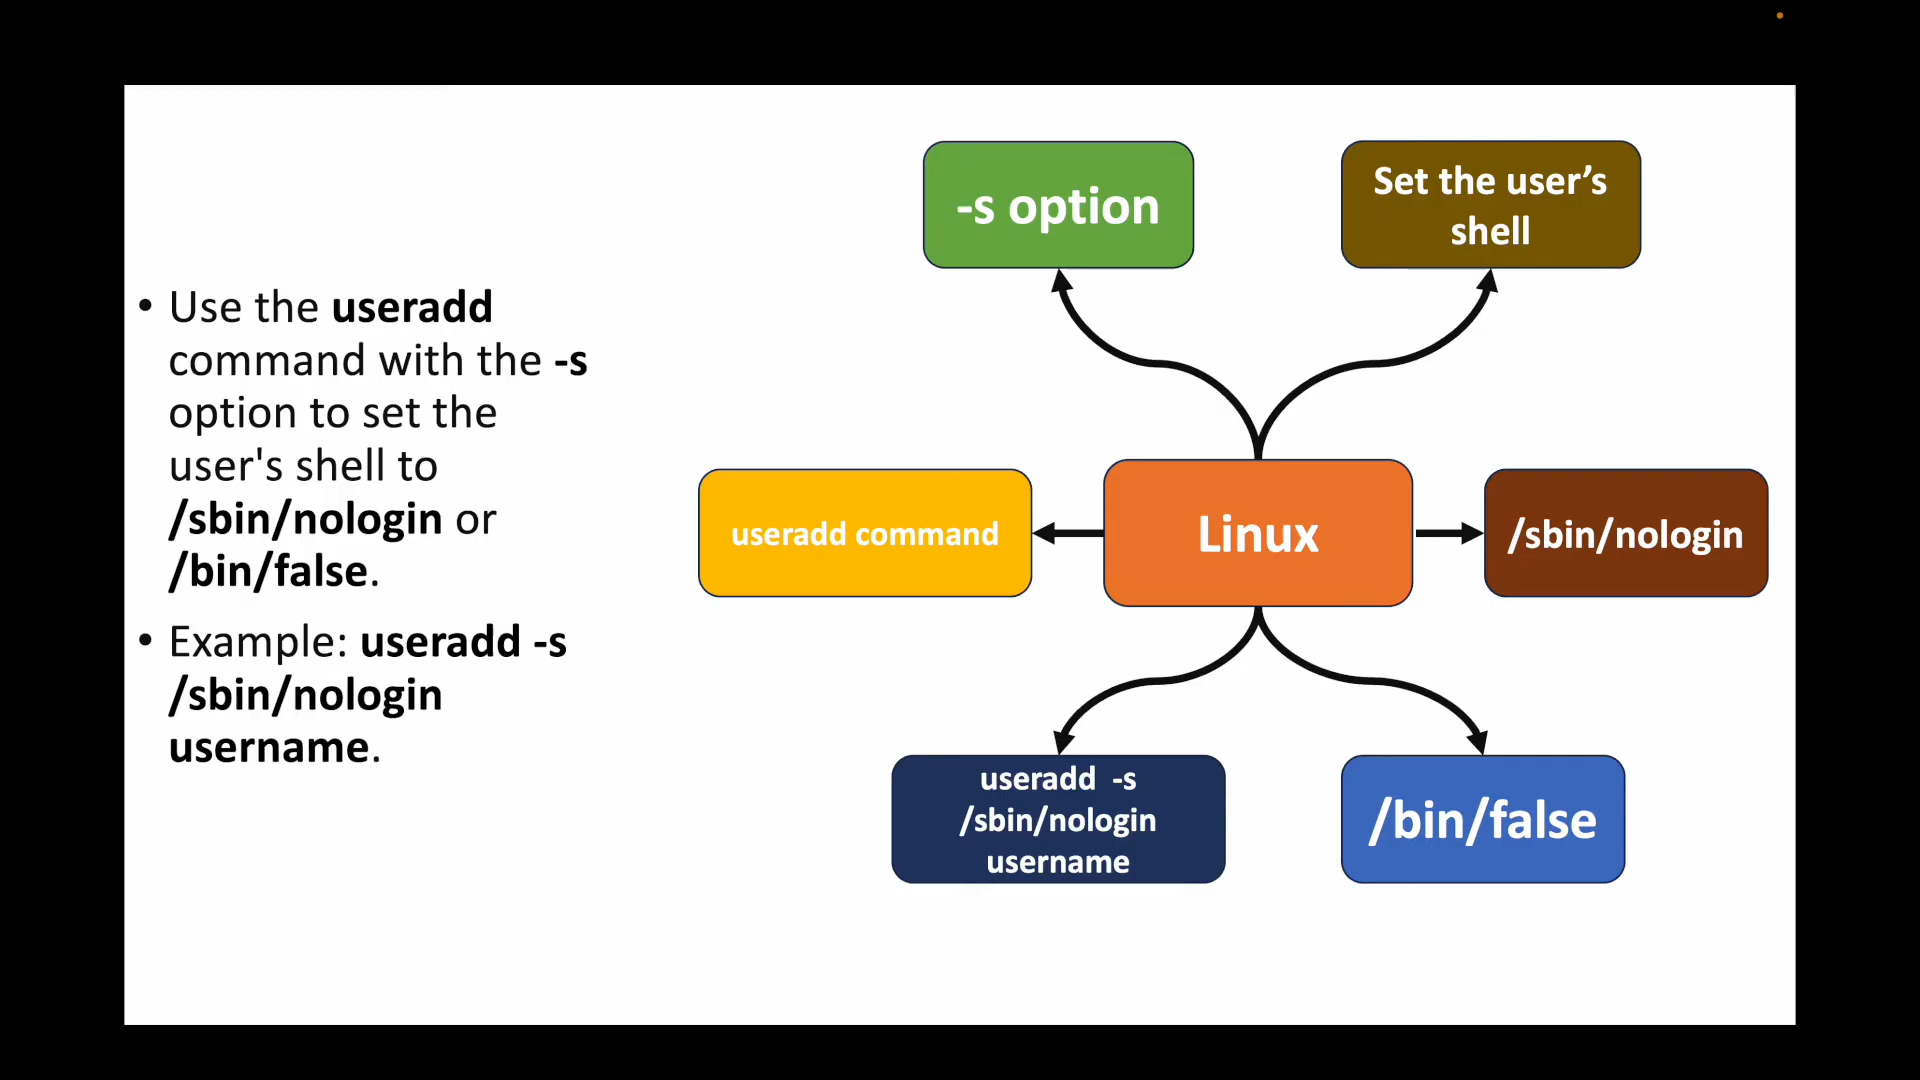 • Use the useradd
command with the -s
option to set the
user's shell to
/sbin/nologin or
/bin/false.
• Example: useradd -s
/sbin/nologin
username.
-s option
Set the user’s
shell
useradd command
Linux
/sbin/nologin
useradd  -s
/sbin/nologin
username
/bin/false